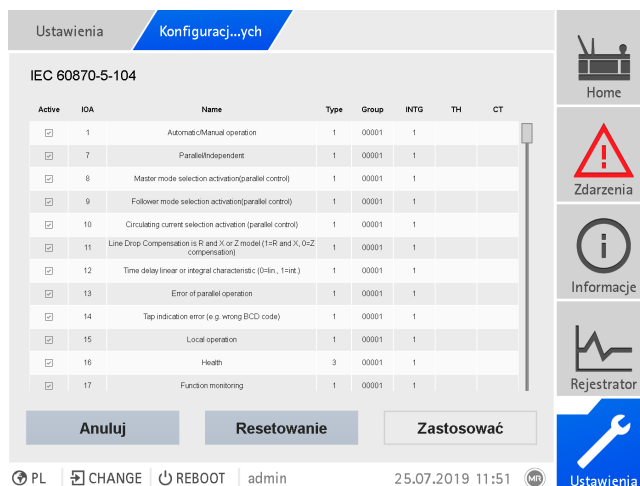 Ustawienia
Konfiguracj...ych
IEC 60870-5-104
Active IOA Name Type Group INTG TH CT
1 Automatic/Manual operation 1 00001 1
7 Parallel/Independent 1 00001 1
8 Master mode selection activation(parallel control) 1 00001 1
9 Follower mode selection activation(parallel control) 1 00001 1
10 Circulating current selection activation (parallel control) 1 00001 1
11 Line Drop Compensation is R and X or Z model (1=R and X, 0=Z compensation) 1 00001 1
12 Time delay linear or integral characteristic (0=lin., 1=int.) 1 00001 1
13 Error of parallel operation 1 00001 1
14 Tap indication error (e.g. wrong BCD code) 1 00001 1
15 Local operation 1 00001 1
16 Health 3 00001 1
17 Function monitoring 1 00001 1
Anuluj
Resetowanie
Zastosować
Home
Zdarzenia
Informacje
Rejestrator
Ustawienia
PL CHANGE REBOOT admin 25.07.2019 11:51 MR